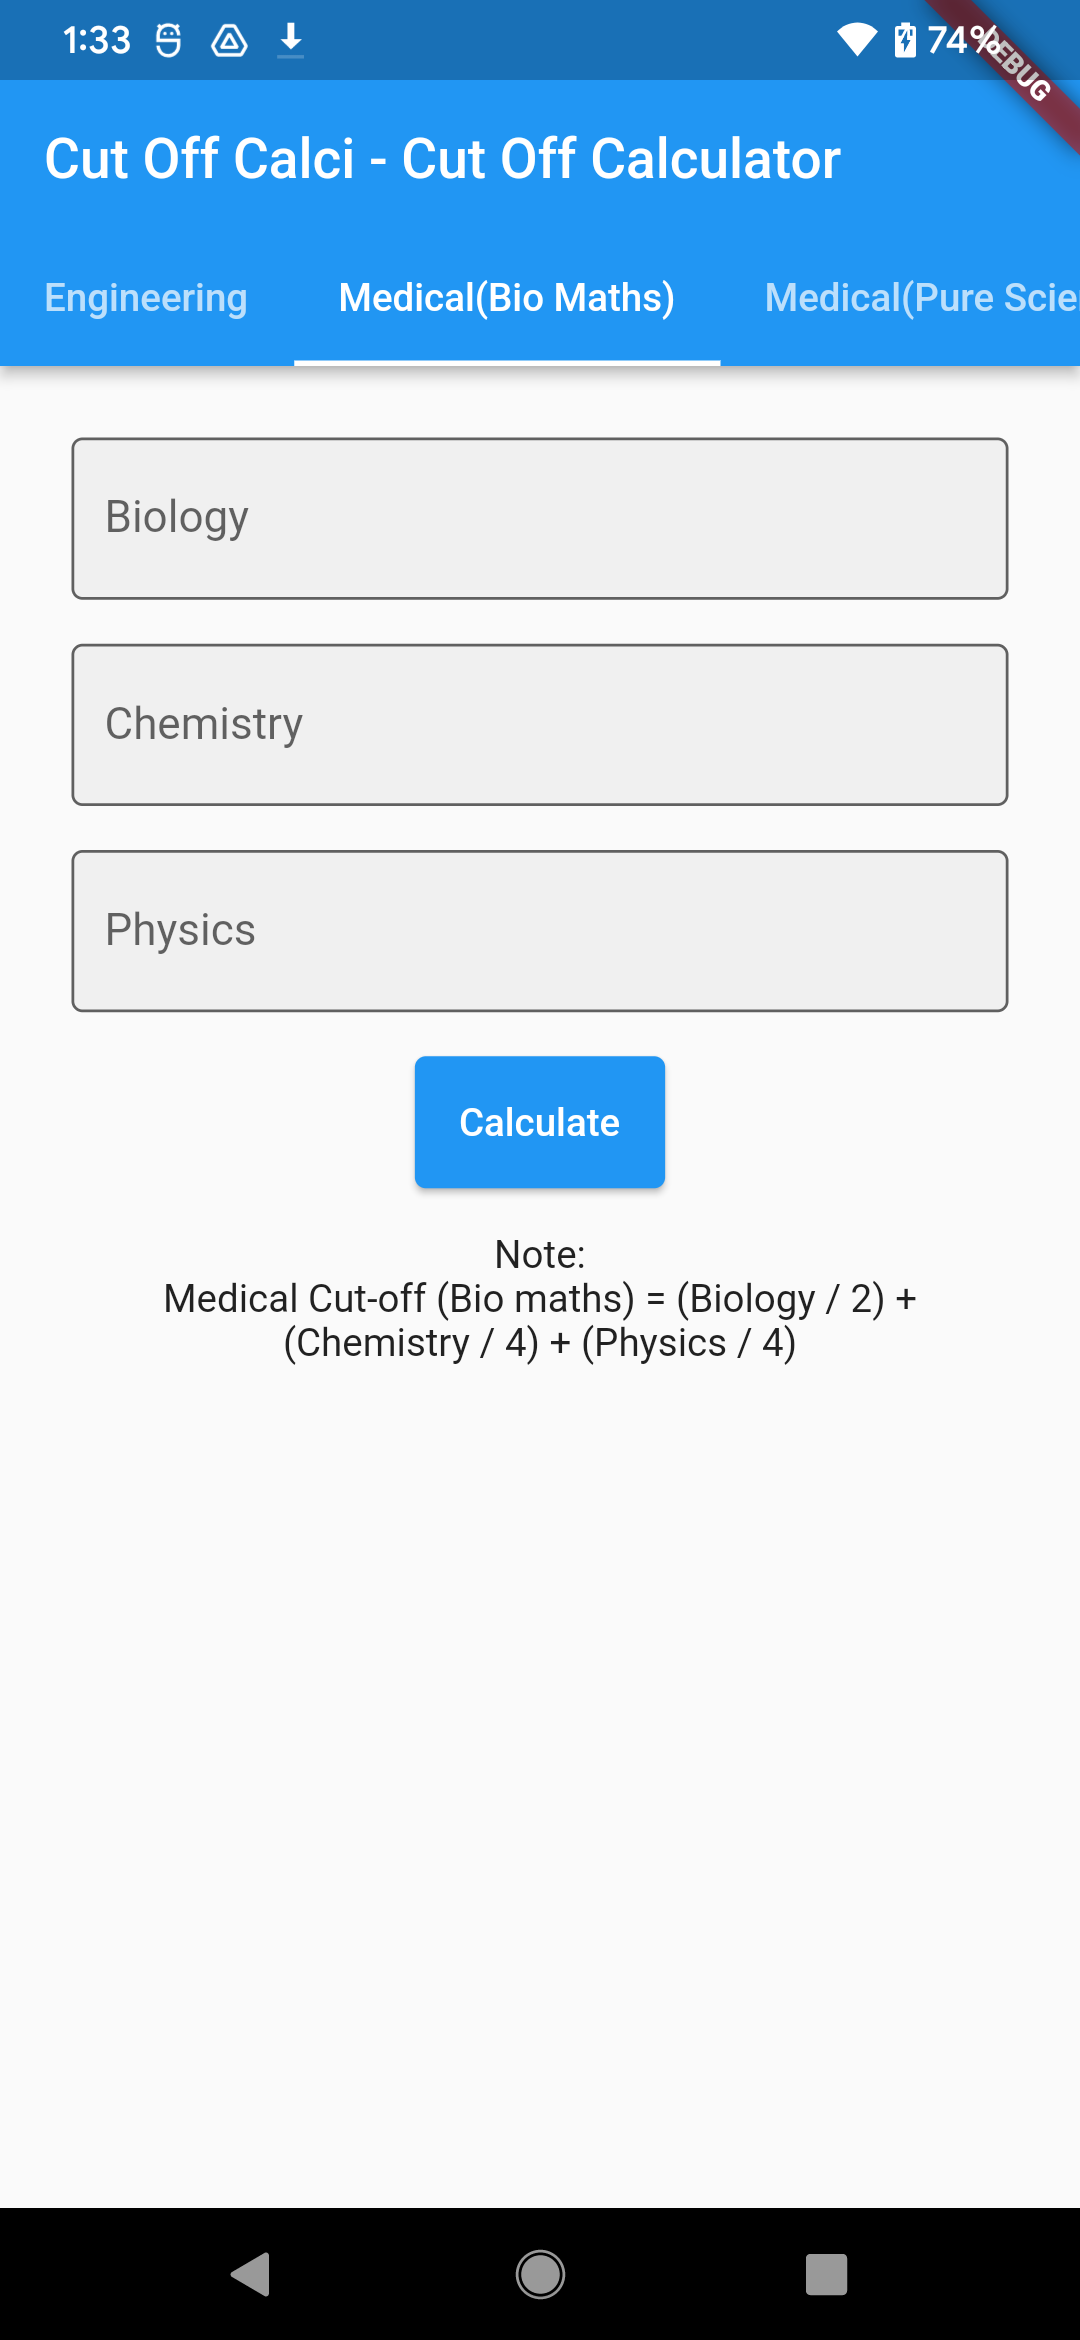 1:33
74%
DEBUG
Cut Off Calci - Cut Off Calculator
Engineering
Medical(Bio Maths)
Medical(Pure Scie
Biology
Chemistry
Physics
Calculate
Note:
Medical Cut-off (Bio maths) = (Biology / 2) +
(Chemistry / 4) + (Physics / 4)